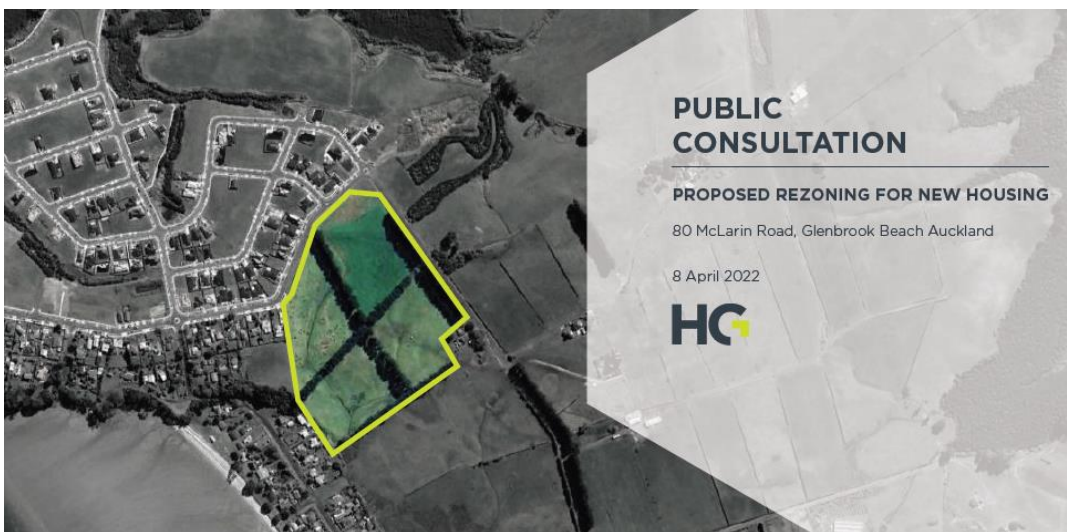 PUBLIC
CONSULTATION
PROPOSED REZONING FOR NEW HOUSING
80 McLarin Road, Glenbrook Beach Auckland
8 April 2022
HG